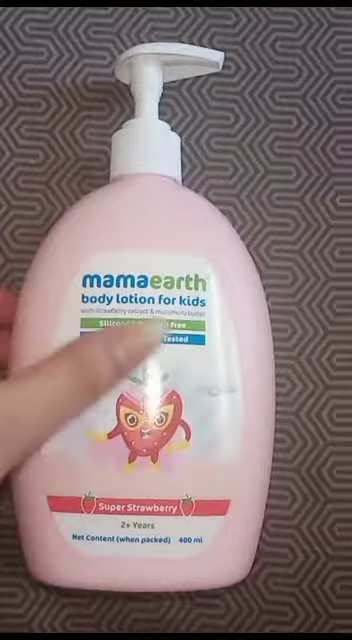 mamaearth
body lotion for kids
with strawberry extract & murumuru butter
Free
Tested
Super Strawberry
2+ Years
Net Content (when packed) 400 ml